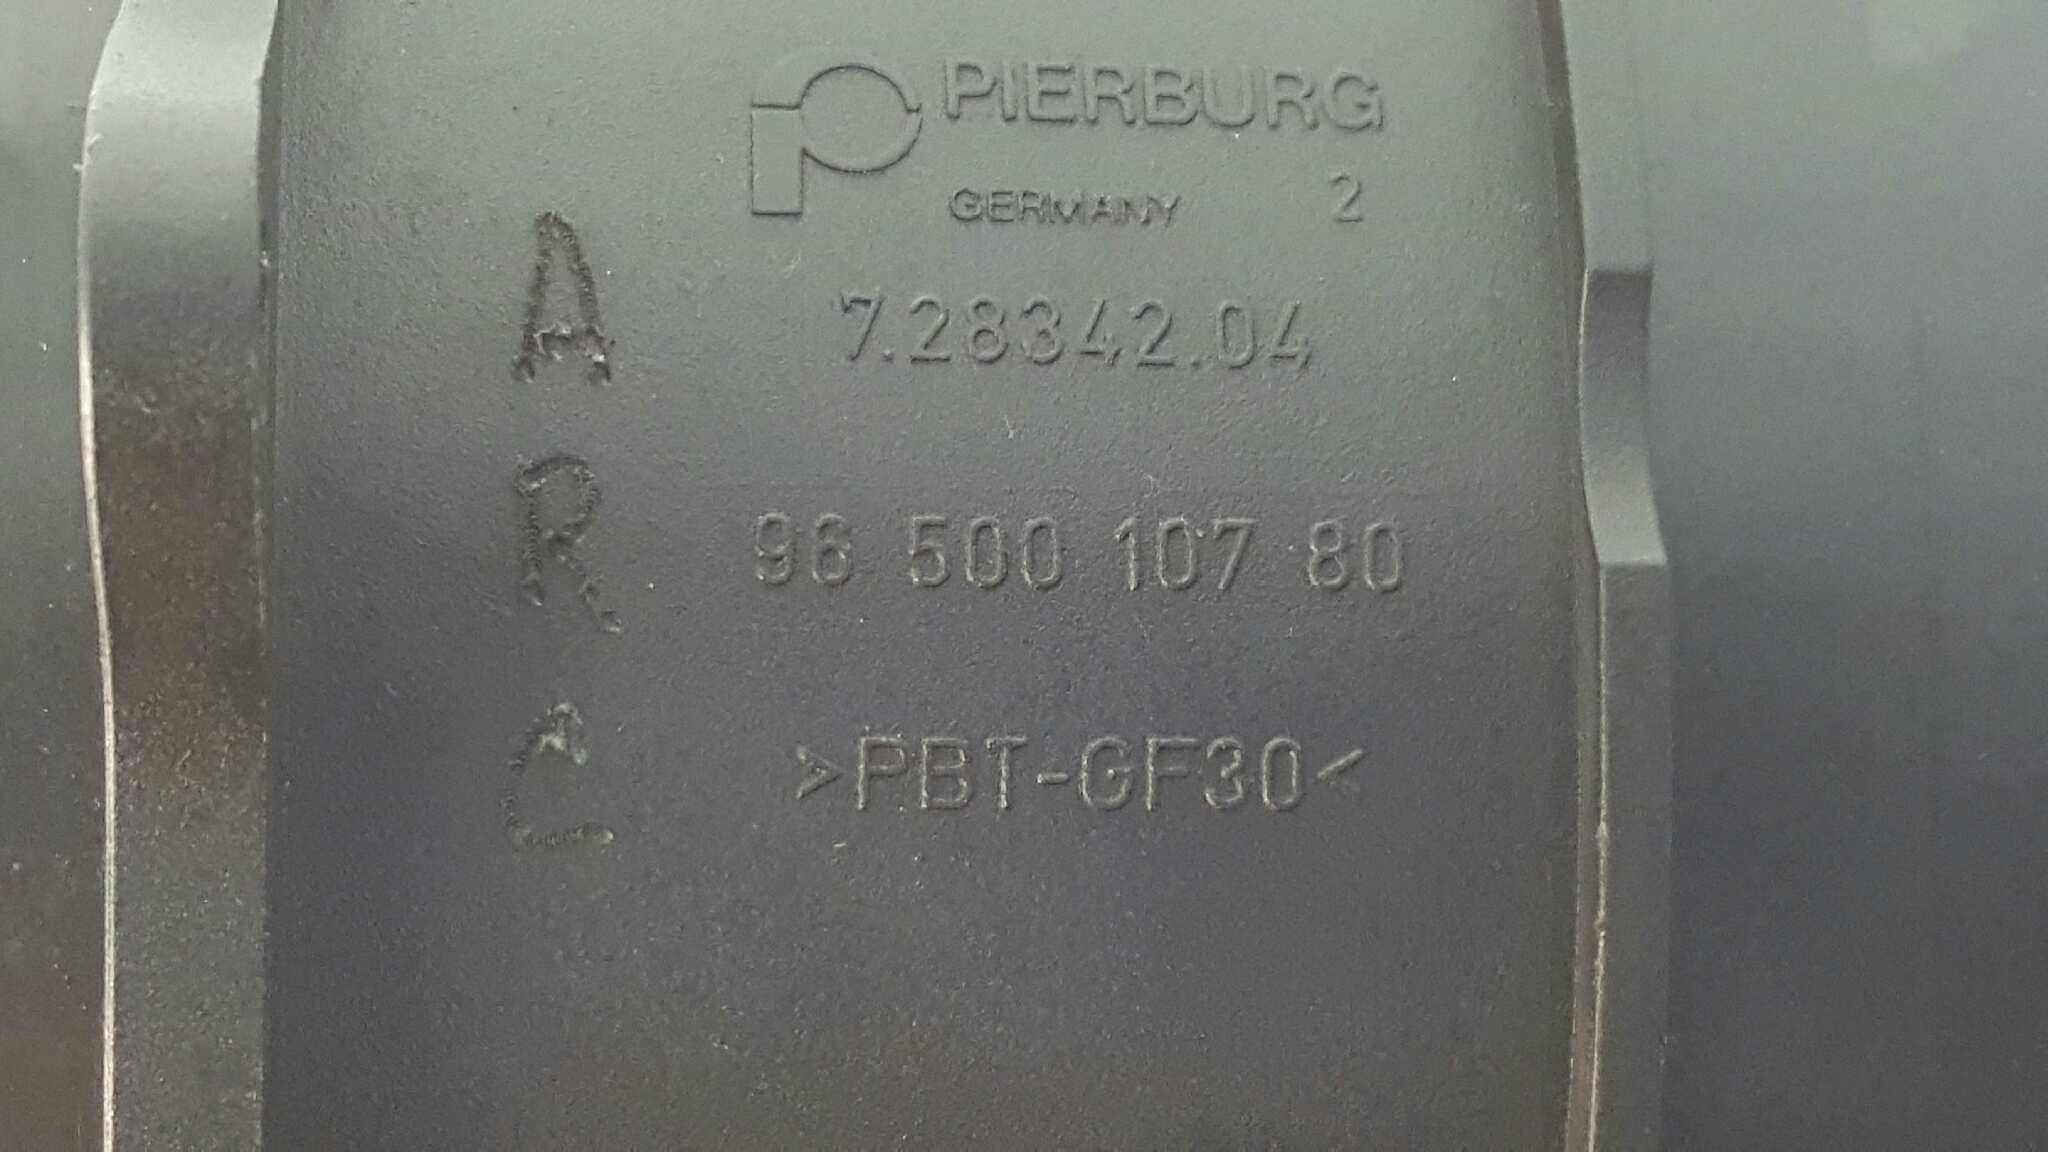 PIERBURG
GERMANY 2
7.28342.04
96 500 107 80
>PBT-GF30<
A
R
C